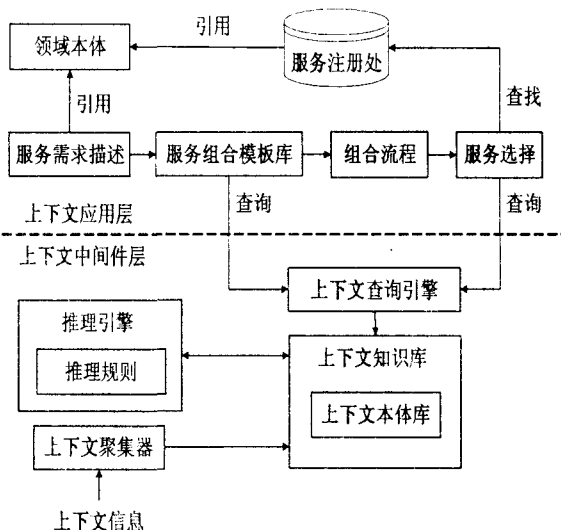 引用
领域本体
服务注册处
引用
查找
服务需求描述
服务组合模板库
组合流程
服务选择
查询
查询
上下文应用层
上下文中间件层
上下文查询引擎
推理引擎
推理规则
上下文知识库
上下文本体库
上下文聚集器
上下文信息